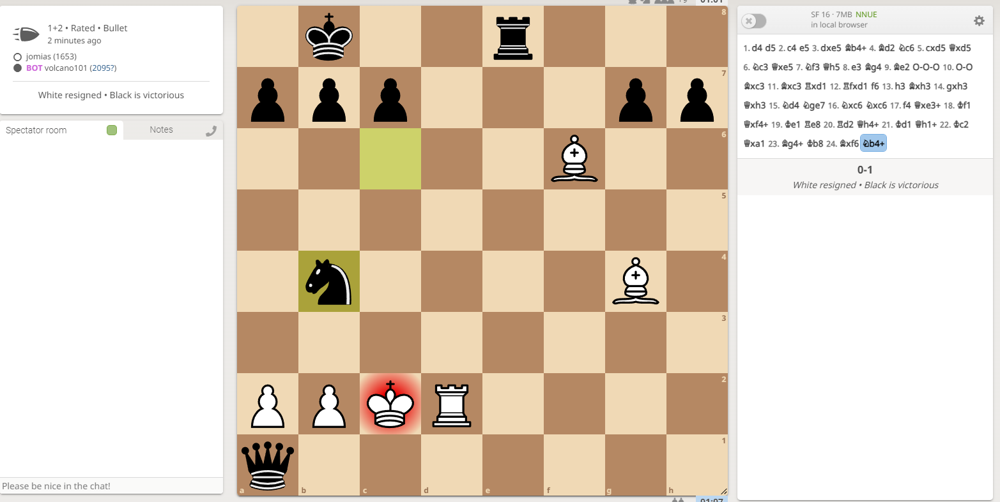 1+2 • Rated • Bullet
2 minutes ago
jomias (1653)
BOT volcano101 (2095?)
White resigned • Black is victorious
Spectator room
Notes
Please be nice in the chat!
+9
01:01
8
7
6
5
4
3
2
1
a b c d e f g h
01:07
SF 16 · 7MB NNUE
in local browser
1. d4 d5 2. c4 e5 3. dxe5 ♗b4+ 4. ♗d2 ♘c6 5. cxd5 ♕xd5
6. ♘c3 ♕xe5 7. ♘f3 ♕h5 8. e3 ♗g4 9. ♗e2 O-O-O 10. O-O
♗xc3 11. ♗xc3 ♖xd1 12. ♖fxd1 f6 13. h3 ♗xh3 14. gxh3
♕xh3 15. ♘d4 ♘ge7 16. ♘xc6 ♘xc6 17. f4 ♕xe3+ 18. ♔f1
♕xf4+ 19. ♔e1 ♖e8 20. ♖d2 ♕h4+ 21. ♔d1 ♕h1+ 22. ♔c2
♕xa1 23. ♗g4+ ♔b8 24. ♗xf6 ♘b4+
0-1
White resigned • Black is victorious